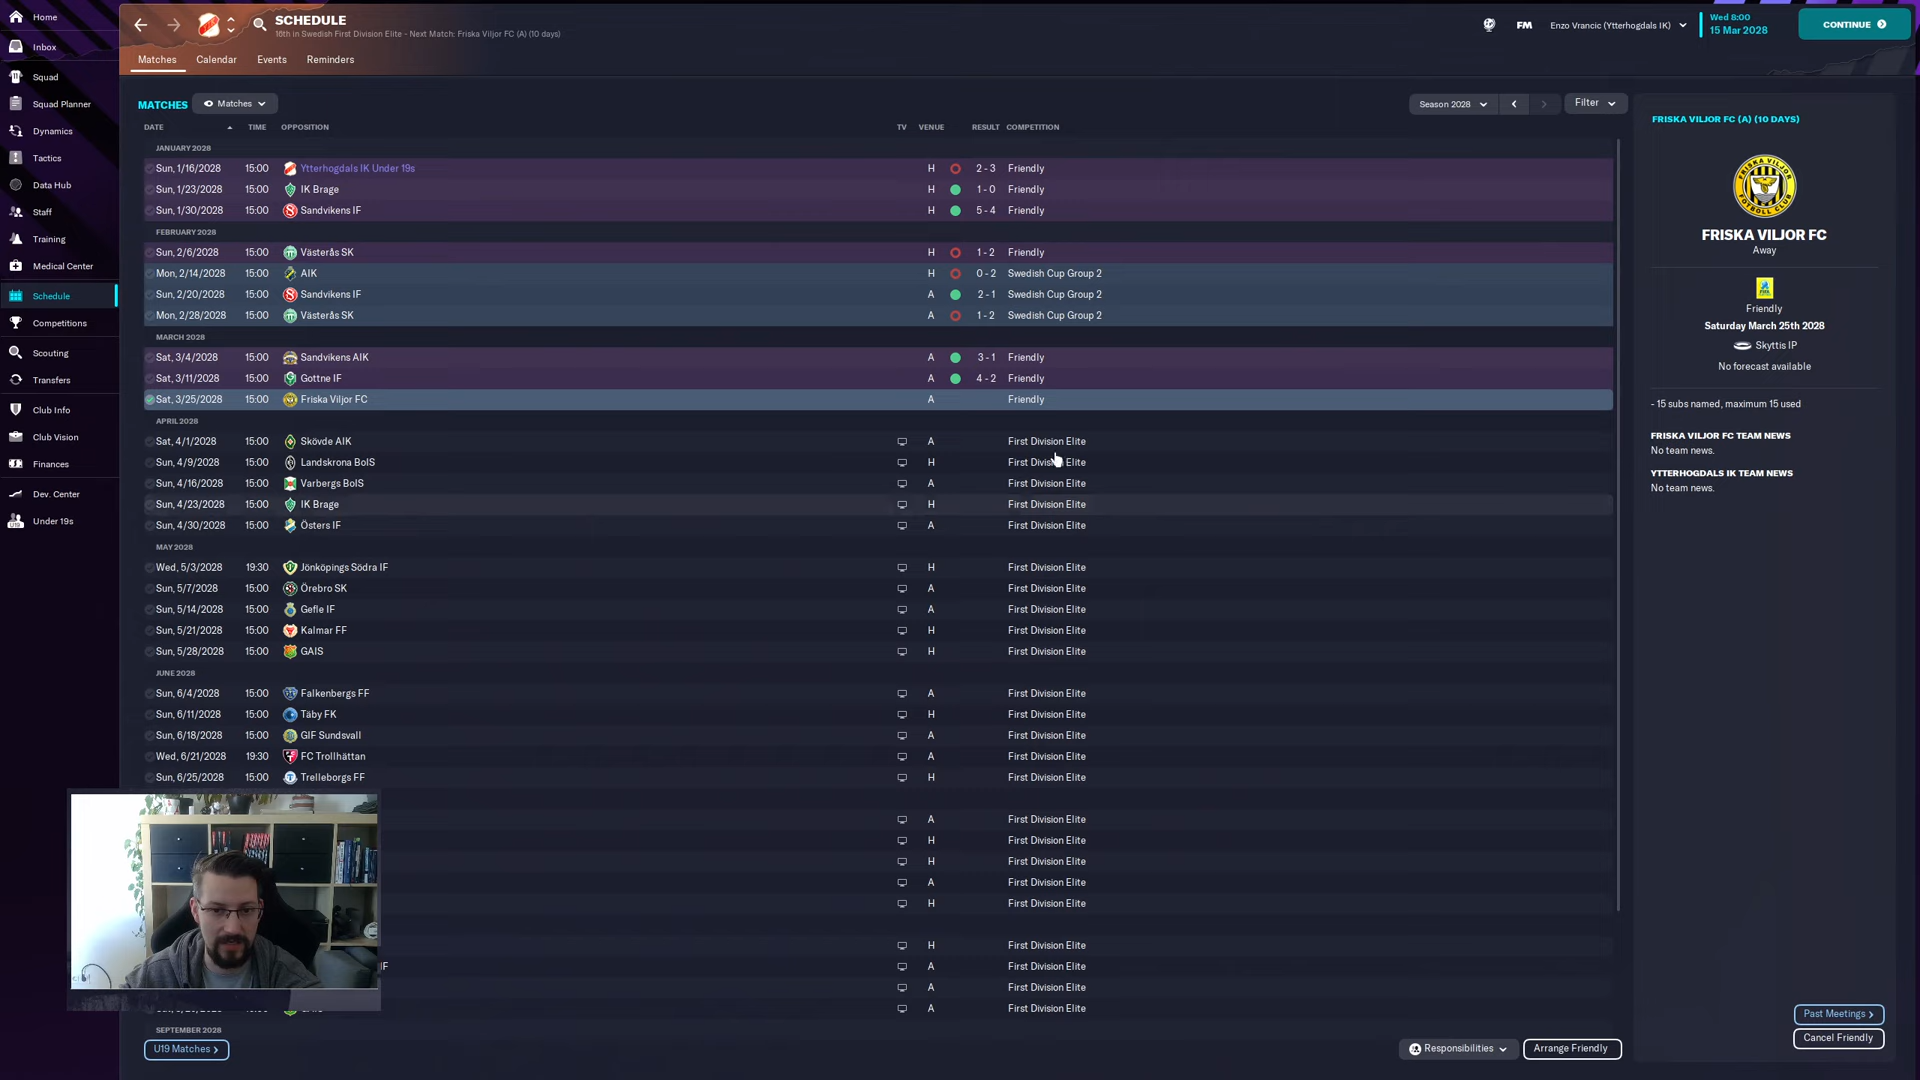 Home
Inbox
Squad
Squad Planner
Dynamics
Tactics
Data Hub
Staff
Training
Medical Center
Schedule
Competitions
Scouting
Transfers
Club Info
Club Vision
Finances
Dev. Center
Under 19s
SCHEDULE
16th in Swedish First Division Elite - Next Match: Friska Viljor FC (A) (10 days)
FM
Enzo Vrancic (Ytterhogdals IK)
Wed 8:00
15 Mar 2028
CONTINUE
Matches Calendar Events Reminders
MATCHES Matches Season 2028 Filter
DATE TIME OPPOSITION TV VENUE RESULT COMPETITION
JANUARY 2028
Sun, 1/16/2028 15:00 Ytterhogdals IK Under 19s H 2 - 3 Friendly
Sun, 1/23/2028 15:00 IK Brage H 1 - 0 Friendly
Sun, 1/30/2028 15:00 Sandvikens IF H 5 - 4 Friendly
FEBRUARY 2028
Sun, 2/6/2028 15:00 Västerås SK H 1 - 2 Friendly
Mon, 2/14/2028 15:00 AIK H 0 - 2 Swedish Cup Group 2
Sun, 2/20/2028 15:00 Sandvikens IF A 2 - 1 Swedish Cup Group 2
Mon, 2/28/2028 15:00 Västerås SK A 1 - 2 Swedish Cup Group 2
MARCH 2028
Sat, 3/4/2028 15:00 Sandvikens AIK A 3 - 1 Friendly
Sat, 3/11/2028 15:00 Gottne IF A 4 - 2 Friendly
Sat, 3/25/2028 15:00 Friska Viljor FC A Friendly
APRIL 2028
Sat, 4/1/2028 15:00 Skövde AIK A First Division Elite
Sun, 4/9/2028 15:00 Landskrona BoIS H First Division Elite
Sun, 4/16/2028 15:00 Varbergs BoIS A First Division Elite
Sun, 4/23/2028 15:00 IK Brage H First Division Elite
Sun, 4/30/2028 15:00 Östers IF A First Division Elite
MAY 2028
Wed, 5/3/2028 19:30 Jönköpings Södra IF H First Division Elite
Sun, 5/7/2028 15:00 Örebro SK A First Division Elite
Sun, 5/14/2028 15:00 Gefle IF A First Division Elite
Sun, 5/21/2028 15:00 Kalmar FF H First Division Elite
Sun, 5/28/2028 15:00 GAIS H First Division Elite
JUNE 2028
Sun, 6/4/2028 15:00 Falkenbergs FF A First Division Elite
Sun, 6/11/2028 15:00 Täby FK H First Division Elite
Sun, 6/18/2028 15:00 GIF Sundsvall A First Division Elite
Wed, 6/21/2028 19:30 FC Trollhättan A First Division Elite
Sun, 6/25/2028 15:00 Trelleborgs FF H First Division Elite
A First Division Elite
H First Division Elite
H First Division Elite
A First Division Elite
H First Division Elite
H First Division Elite
IF A First Division Elite
A First Division Elite
A First Division Elite
SEPTEMBER 2028
U19 Matches
Responsibilities
Arrange Friendly
FRISKA VILJOR FC (A) (10 DAYS)
FRISKA VILJOR FC
Away
Friendly
Saturday March 25th 2028
Skyttis IP
No forecast available
- 15 subs named, maximum 15 used
FRISKA VILJOR FC TEAM NEWS
No team news.
YTTERHOGDALS IK TEAM NEWS
No team news.
Past Meetings
Cancel Friendly